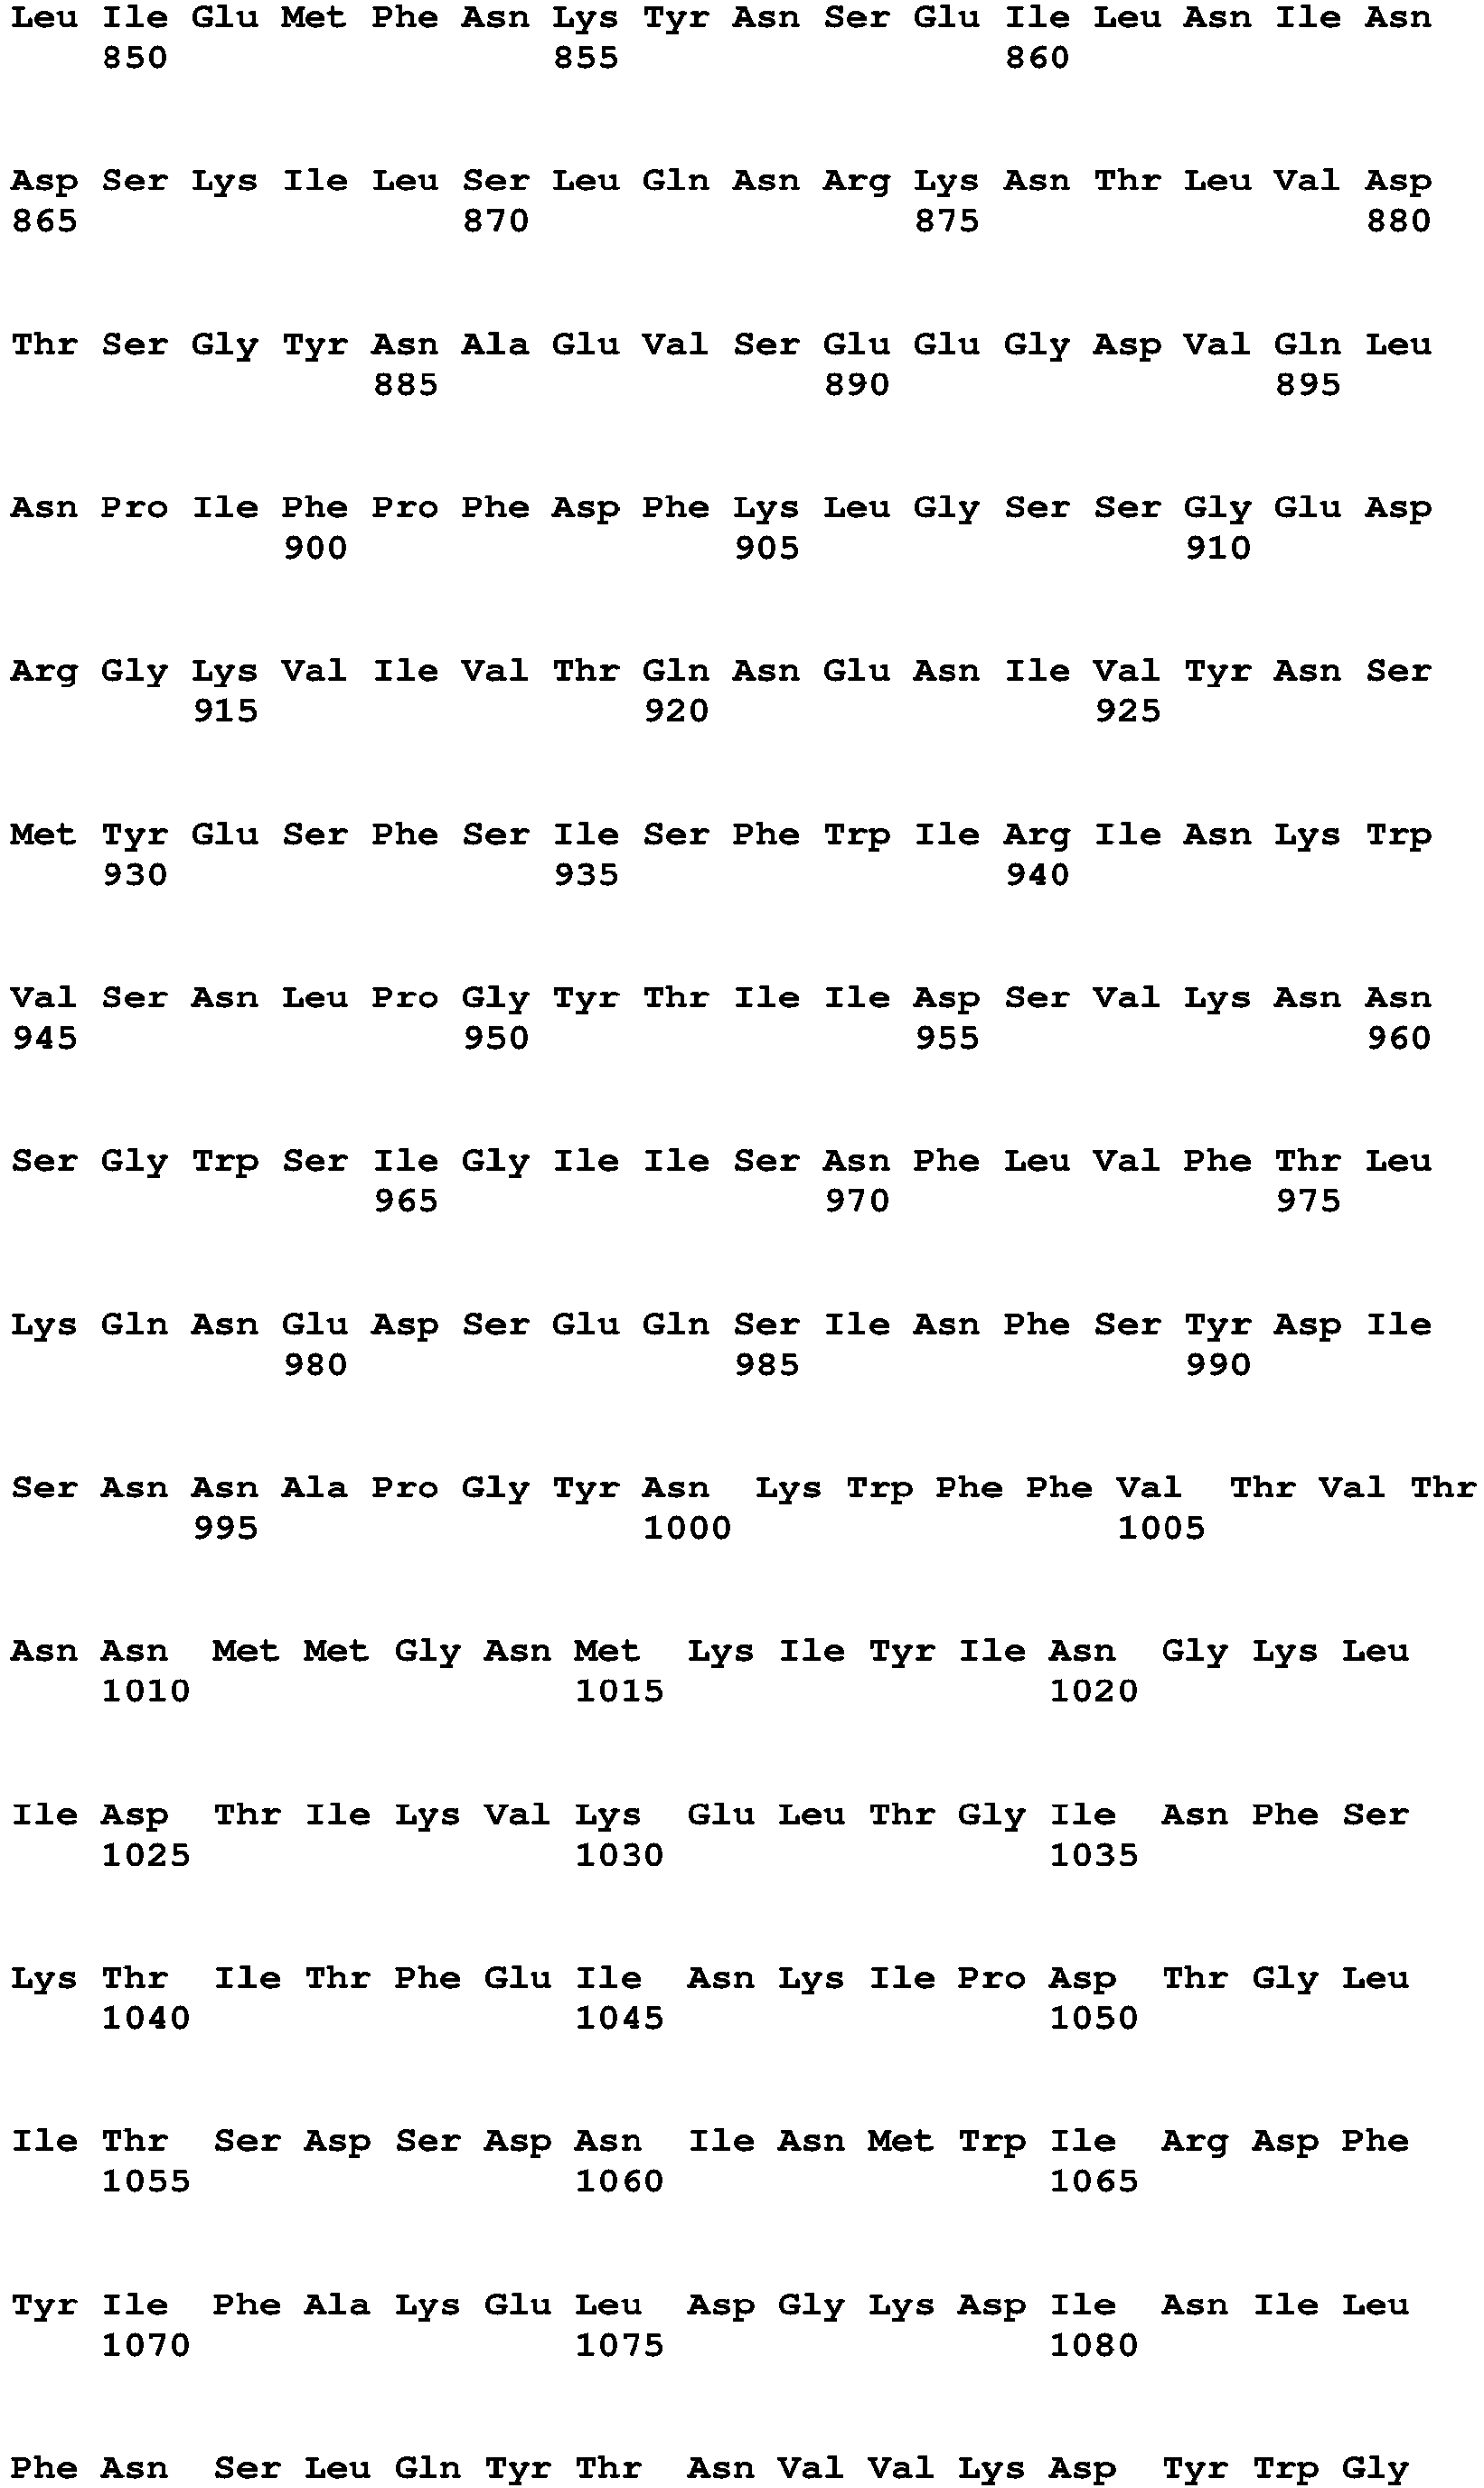 Leu Ile Glu Met Phe Asn Lys Tyr Asn Ser Glu Ile Leu Asn Ile Asn
850 855 860
Asp Ser Lys Ile Leu Ser Leu Gln Asn Arg Lys Asn Thr Leu Val Asp
865 870 875 880
Thr Ser Gly Tyr Asn Ala Glu Val Ser Glu Glu Gly Asp Val Gln Leu
885 890 895
Asn Pro Ile Phe Pro Phe Asp Phe Lys Leu Gly Ser Ser Gly Glu Asp
900 905 910
Arg Gly Lys Val Ile Val Thr Gln Asn Glu Asn Ile Val Tyr Asn Ser
915 920 925
Met Tyr Glu Ser Phe Ser Ile Ser Phe Trp Ile Arg Ile Asn Lys Trp
930 935 940
Val Ser Asn Leu Pro Gly Tyr Thr Ile Ile Asp Ser Val Lys Asn Asn
945 950 955 960
Ser Gly Trp Ser Ile Gly Ile Ile Ser Asn Phe Leu Val Phe Thr Leu
965 970 975
Lys Gln Asn Glu Asp Ser Glu Gln Ser Ile Asn Phe Ser Tyr Asp Ile
980 985 990
Ser Asn Asn Ala Pro Gly Tyr Asn Lys Trp Phe Phe Val Thr Val Thr
995 1000 1005
Asn Asn Met Met Gly Asn Met Lys Ile Tyr Ile Asn Gly Lys Leu
1010 1015 1020
Ile Asp Thr Ile Lys Val Lys Glu Leu Thr Gly Ile Asn Phe Ser
1025 1030 1035
Lys Thr Ile Thr Phe Glu Ile Asn Lys Ile Pro Asp Thr Gly Leu
1040 1045 1050
Ile Thr Ser Asp Ser Asp Asn Ile Asn Met Trp Ile Arg Asp Phe
1055 1060 1065
Tyr Ile Phe Ala Lys Glu Leu Asp Gly Lys Asp Ile Asn Ile Leu
1070 1075 1080
Phe Asn Ser Leu Gln Tyr Thr Asn Val Val Lys Asp Tyr Trp Gly